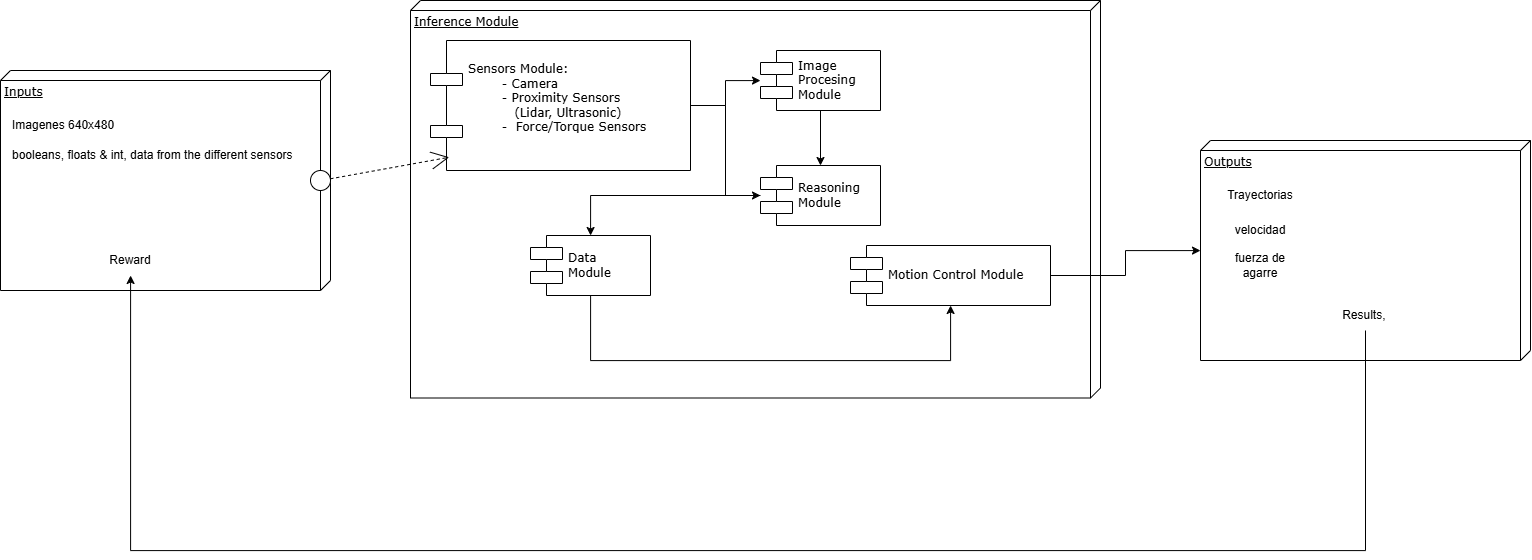 Inputs
Imagenes 640x480
booleans, floats & int, data from the different sensors
Reward
Inference Module
Sensors Module:
- Camera
- Proximity Sensors
(Lidar, Ultrasonic)
- Force/Torque Sensors
Image
Procesing
Module
Reasoning
Module
Data
Module
Motion Control Module
Outputs
Trayectorias
velocidad
fuerza de
agarre
Results,